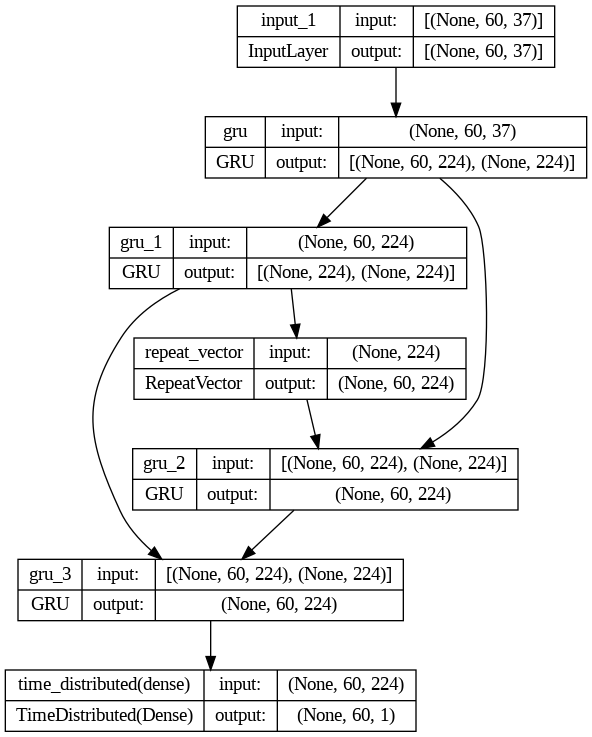 input_1 input: [(None, 60, 37)]
InputLayer output: [(None, 60, 37)]
gru input: (None, 60, 37)
GRU output: [(None, 60, 224), (None, 224)]
gru_1 input: (None, 60, 224)
GRU output: [(None, 224), (None, 224)]
repeat_vector input: (None, 224)
RepeatVector output: (None, 60, 224)
gru_2 input: [(None, 60, 224), (None, 224)]
GRU output: (None, 60, 224)
gru_3 input: [(None, 60, 224), (None, 224)]
GRU output: (None, 60, 224)
time_distributed(dense) input: (None, 60, 224)
TimeDistributed(Dense) output: (None, 60, 1)